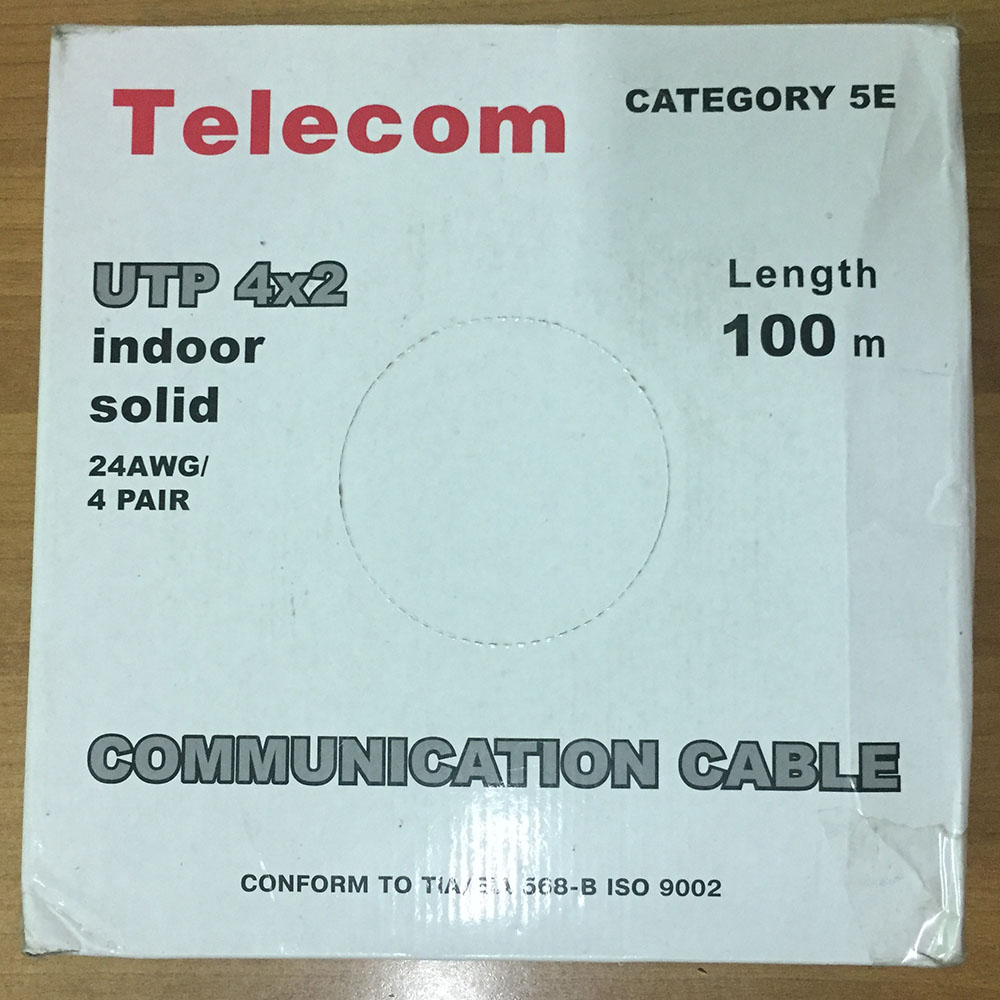 Telecom
CATEGORY 5E
UTP 4x2
indoor
solid
24AWG/
4 PAIR
Length
100 m
COMMUNICATION CABLE
CONFORM TO TIA/ 568-B ISO 9002